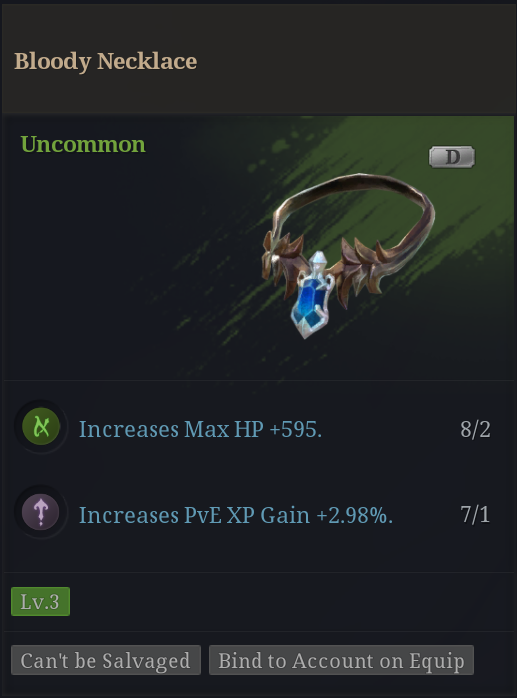 Bloody Necklace
Uncommon
D
Increases Max HP +595. 8/2
Increases PvE XP Gain +2.98%. 7/1
Lv.3
Can't be Salvaged Bind to Account on Equip